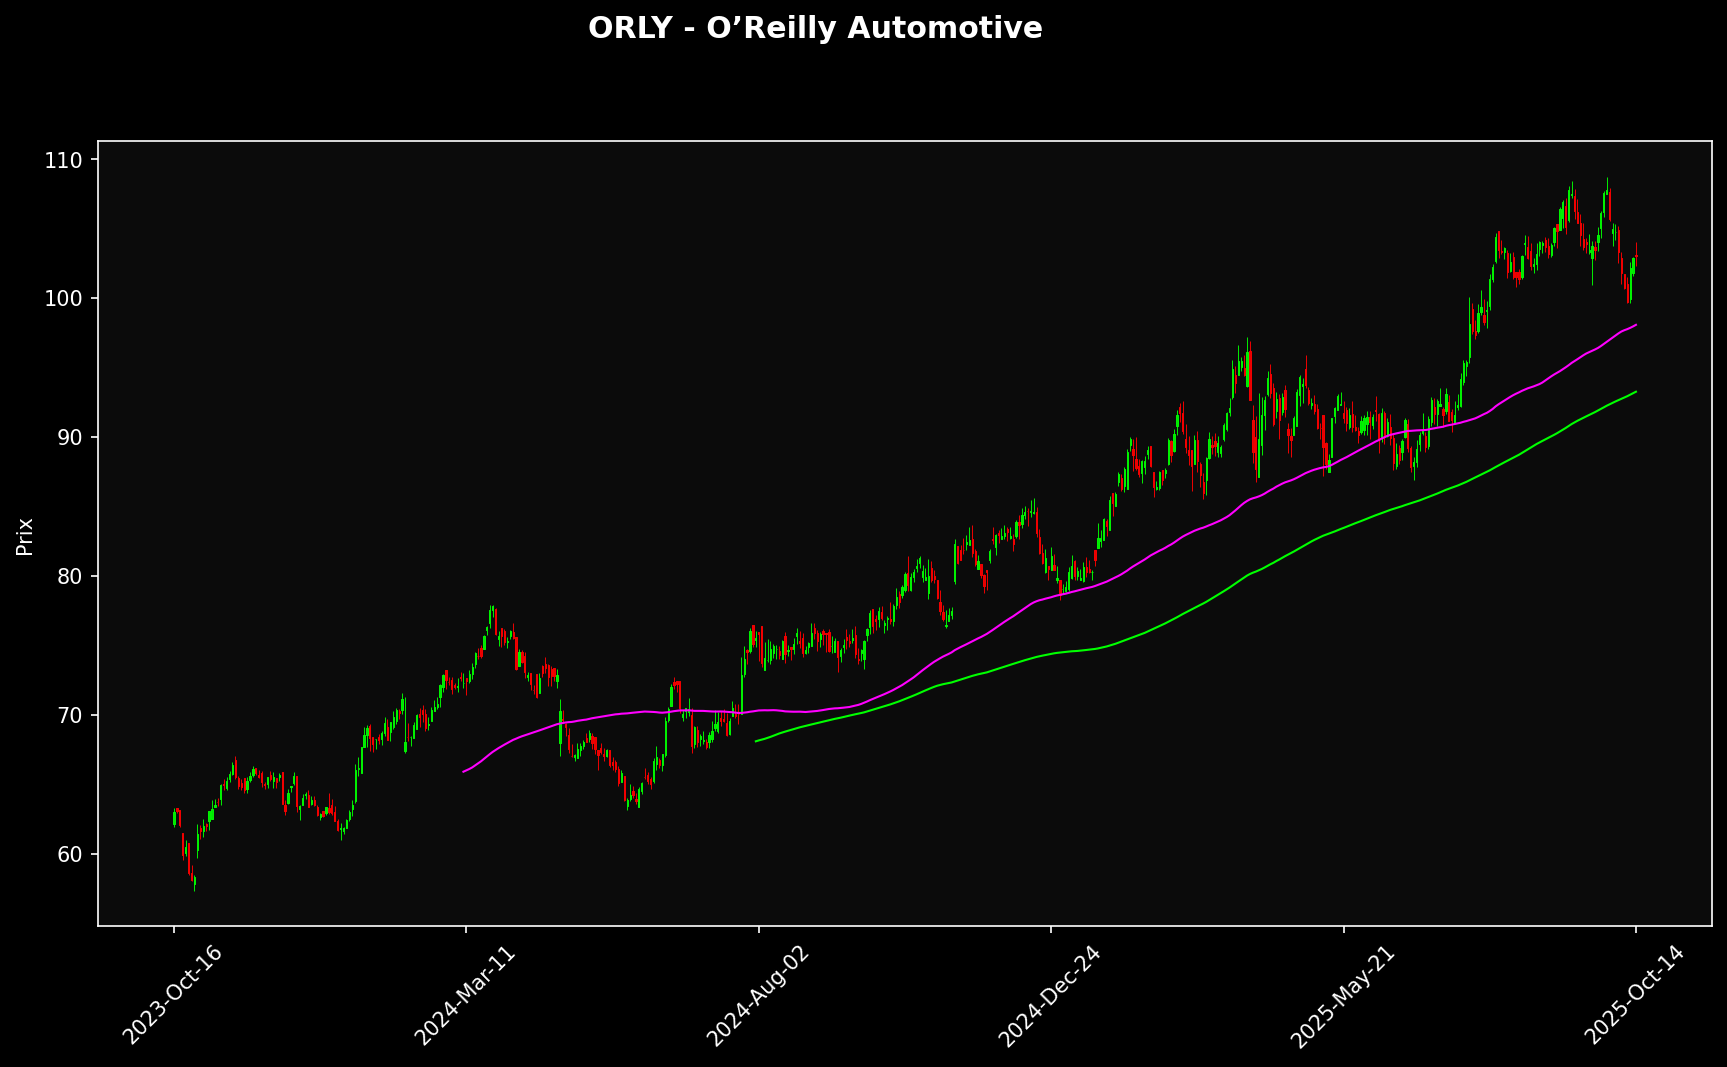 ORLY - O’Reilly Automotive
110
100
90
80
70
60
Prix
2023-Oct-16
2024-Mar-11
2024-Aug-02
2024-Dec-24
2025-May-21
2025-Oct-14